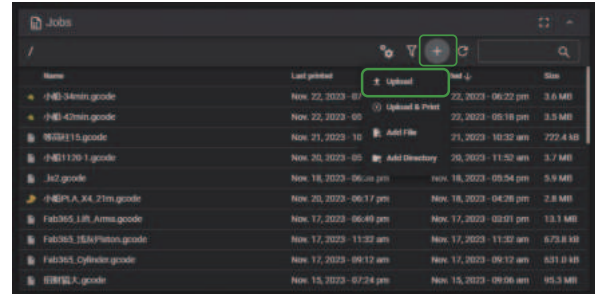 Jobs
/
Name Last printed Size
Upload
Upload & Print
Add File
Add Directory
小船-34min.gcode Nov. 22, 2023 - 22, 2023 - 06:22 pm 3.6 MB
小船-42min.gcode Nov. 22, 2023 - 22, 2023 - 05:18 pm 3.5 MB
15.gcode Nov. 21, 2023 - 10 21, 2023 - 10:32 am 722.4 kB
小船1120-1.gcode Nov. 20, 2023 - 05 20, 2023 - 11:52 am 3.7 MB
Nov. 18, 2023 - Nov. 18, 2023 - 05:54 pm 5.9 MB
小船PLA_X4_21m.gcode Nov. 20, 2023 - 06:17 pm Nov. 18, 2023 - 04:28 pm 2.8 MB
Fab365_Lift_Arms.gcode Nov. 17, 2023 - 06:49 pm Nov. 17, 2023 - 03:01 pm 13.1 MB
Nov. 17, 2023 - 11:32 am Nov. 17, 2023 - 11:32 am 673.8 kB
Fab365_Cylinder.gcode Nov. 17, 2023 - 09:12 am Nov. 17, 2023 - 09:12 am 631.0 kB
Nov. 15, 2023 - 07:24 pm Nov. 15, 2023 - 09:06 am 95.3 MB